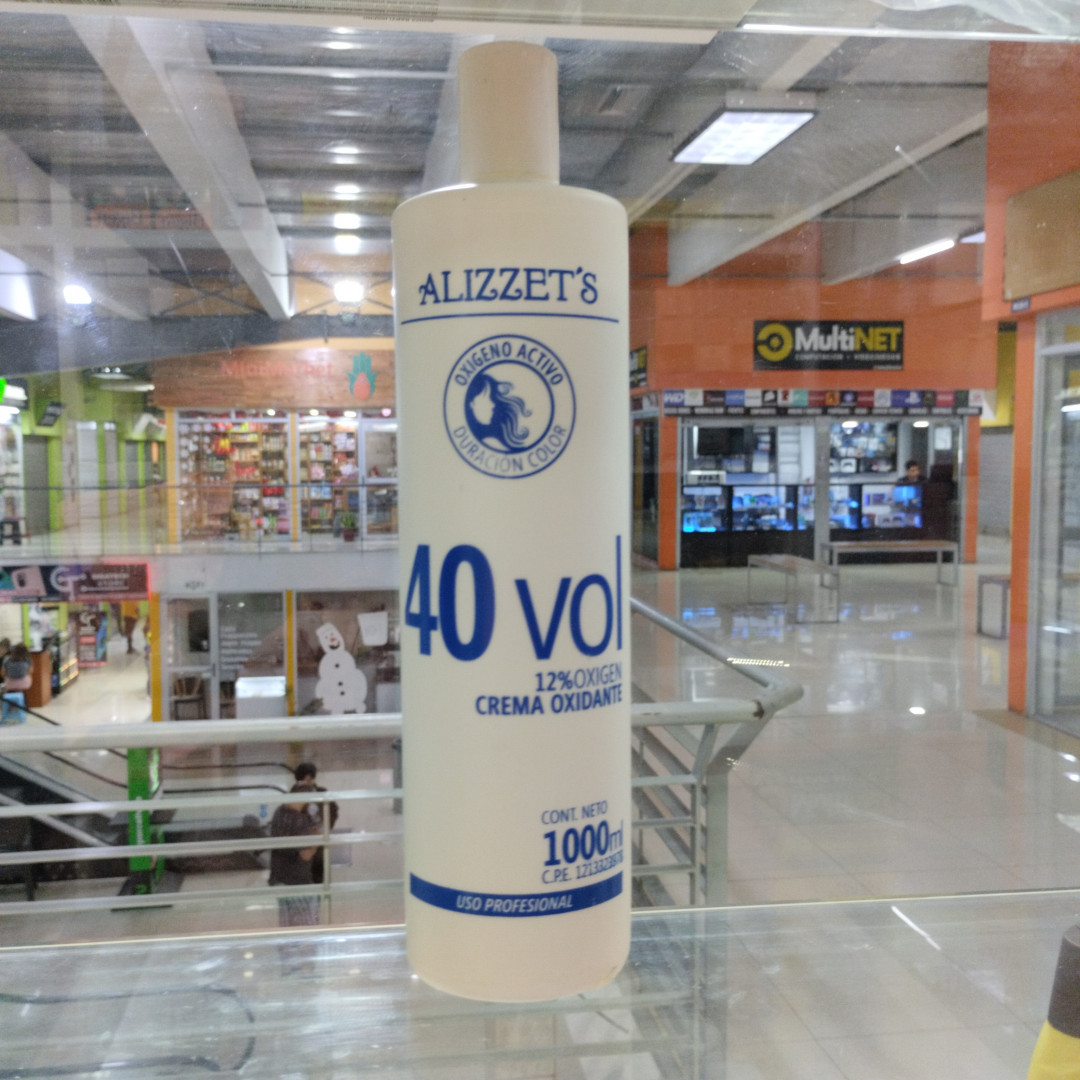 ALIZZET'S
OXIGENO ACTIVO
DURACION COLOR
40 vol
12%OXIGEN
CREMA OXIDANTE
CONT. NETO
1000ml
C.P.E.
USO PROFESIONAL
MultiNET